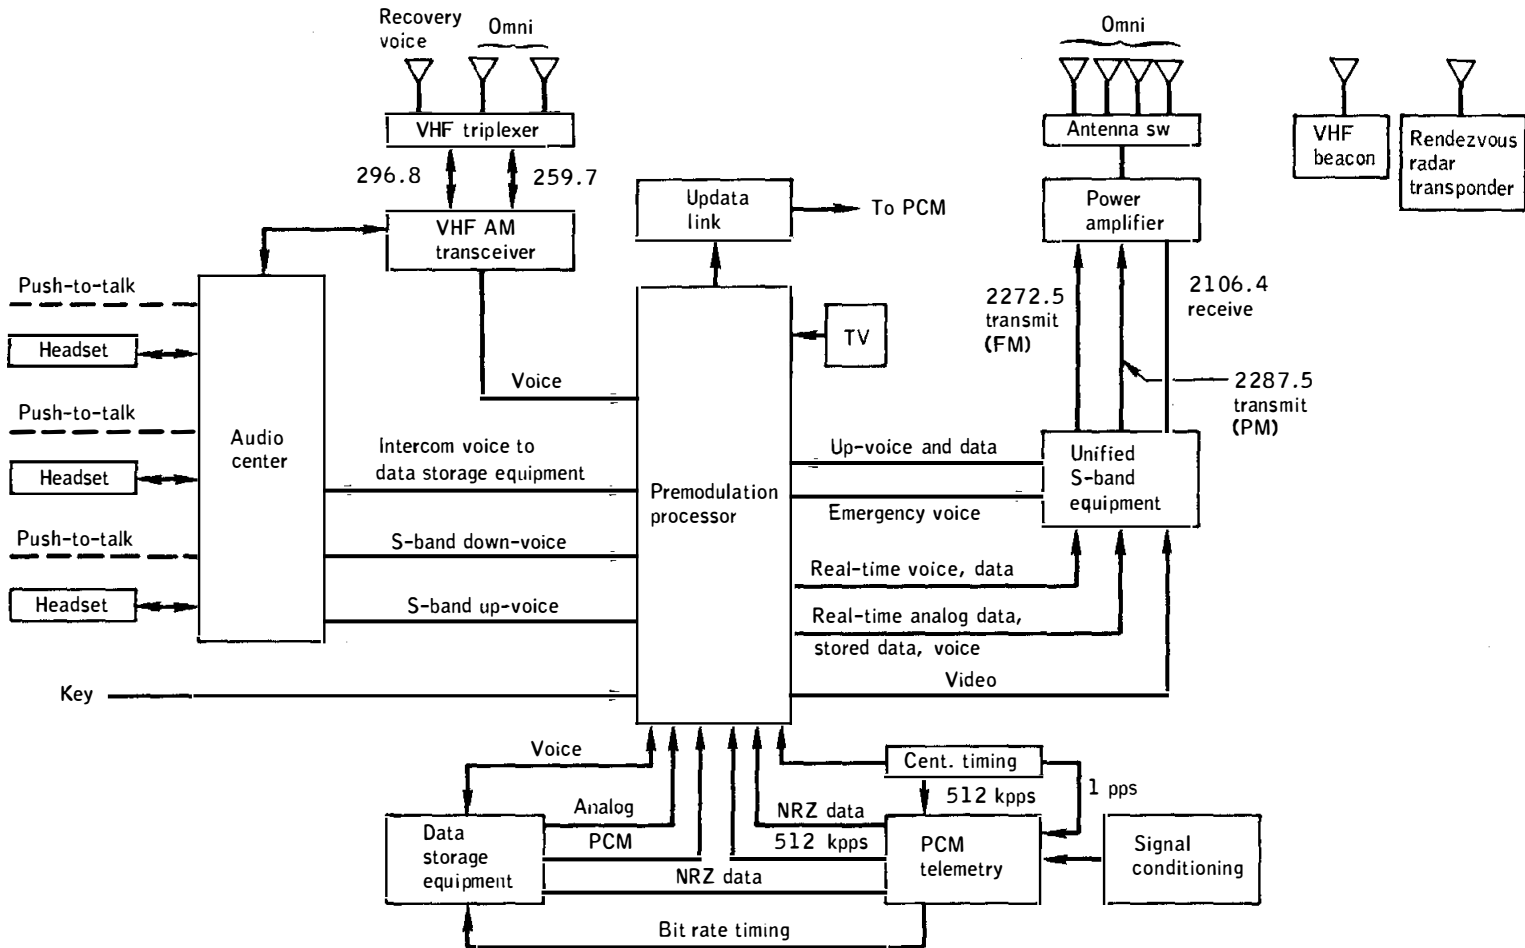 Recovery
voice
Omni
Omni
VHF triplexer
Antenna sw
VHF
beacon
Rendezvous
radar
transponder
296.8
259.7
Updata
link
To PCM
Power
amplifier
VHF AM
transceiver
Push-to-talk
Headset
Push-to-talk
Headset
Push-to-talk
Headset
Audio
center
TV
2272.5
transmit
(FM)
2106.4
receive
2287.5
transmit
(PM)
Voice
Intercom voice to
data storage equipment
S-band down-voice
S-band up-voice
Key
Premodulation
processor
Up-voice and data
Emergency voice
Unified
S-band
equipment
Real-time voice, data
Real-time analog data,
stored data, voice
Video
Voice
Cent. timing
512 kpps
1 pps
Analog
PCM
NRZ data
512 kpps
Data
storage
equipment
NRZ data
PCM
telemetry
Signal
conditioning
Bit rate timing